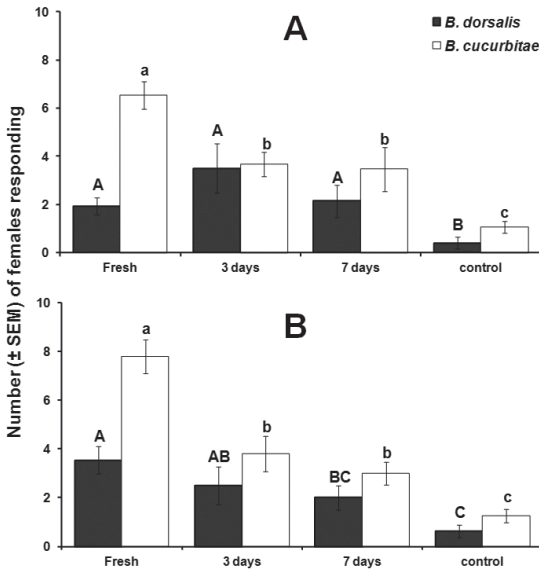 Number (± SEM) of females responding
A
B. dorsalis
B. cucurbitae
10
8
6
4
2
0
A a A b A b B c
Fresh 3 days 7 days control
B
10
8
6
4
2
0
A a AB b BC b C c
Fresh 3 days 7 days control